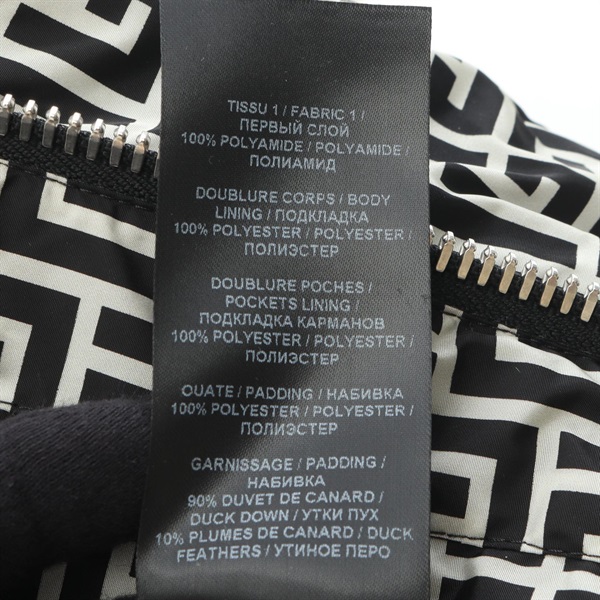 TISSU 1 / FABRIC 1 /
ПЕРВЫЙ СЛОЙ
100% POLYAMIDE / POLYAMIDE /
ПОЛИАМИД
DOUBLURE CORPS / BODY
LINING / ПОДКЛАДКА
100% POLYESTER / POLYESTER /
ПОЛИЭСТЕР
DOUBLURE POCHES /
POCKETS LINING /
ПОДКЛАДКА КАРМАНОВ
100% POLYESTER / POLYESTER /
ПОЛИЭСТЕР
OUATE / PADDING / НАБИВКА
100% POLYESTER / POLYESTER /
ПОЛИЭСТЕР
GARNISSAGE / PADDING /
НАБИВКА
90% DUVET DE CANARD /
DUCK DOWN / УТКИ ПУХ
10% PLUMES DE CANARD / DUCK
FEATHERS / УТИНОЕ ПЕРО